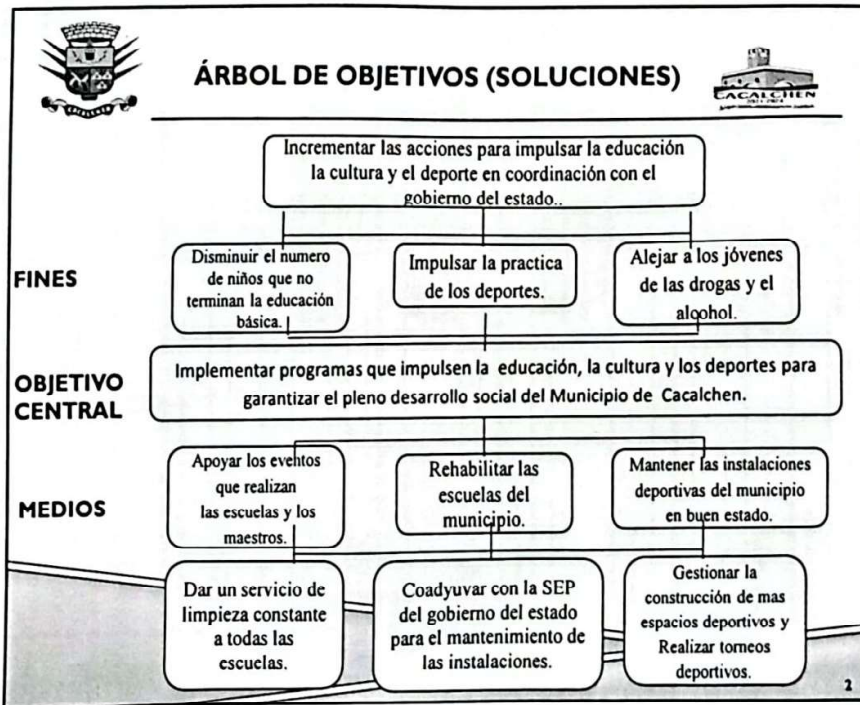 ÁRBOL DE OBJETIVOS (SOLUCIONES)
CACALCHEN
CACALCHEN
2021-2024
Incrementar las acciones para impulsar la educación
la cultura y el deporte en coordinación con el
gobierno del estado..
FINES
Disminuir el numero
de niños que no
terminan la educación
básica.
Impulsar la practica
de los deportes.
Alejar a los jóvenes
de las drogas y el
alcohol.
OBJETIVO
CENTRAL
Implementar programas que impulsen la educación, la cultura y los deportes para
garantizar el pleno desarrollo social del Municipio de Cacalchen.
MEDIOS
Apoyar los eventos
que realizan
las escuelas y los
maestros.
Rehabilitar las
escuelas del
municipio.
Mantener las instalaciones
deportivas del municipio
en buen estado.
Dar un servicio de
limpieza constante
a todas las
escuelas.
Coadyuvar con la SEP
del gobierno del estado
para el mantenimiento de
las instalaciones.
Gestionar la
construcción de mas
espacios deportivos y
Realizar torneos
deportivos.
2